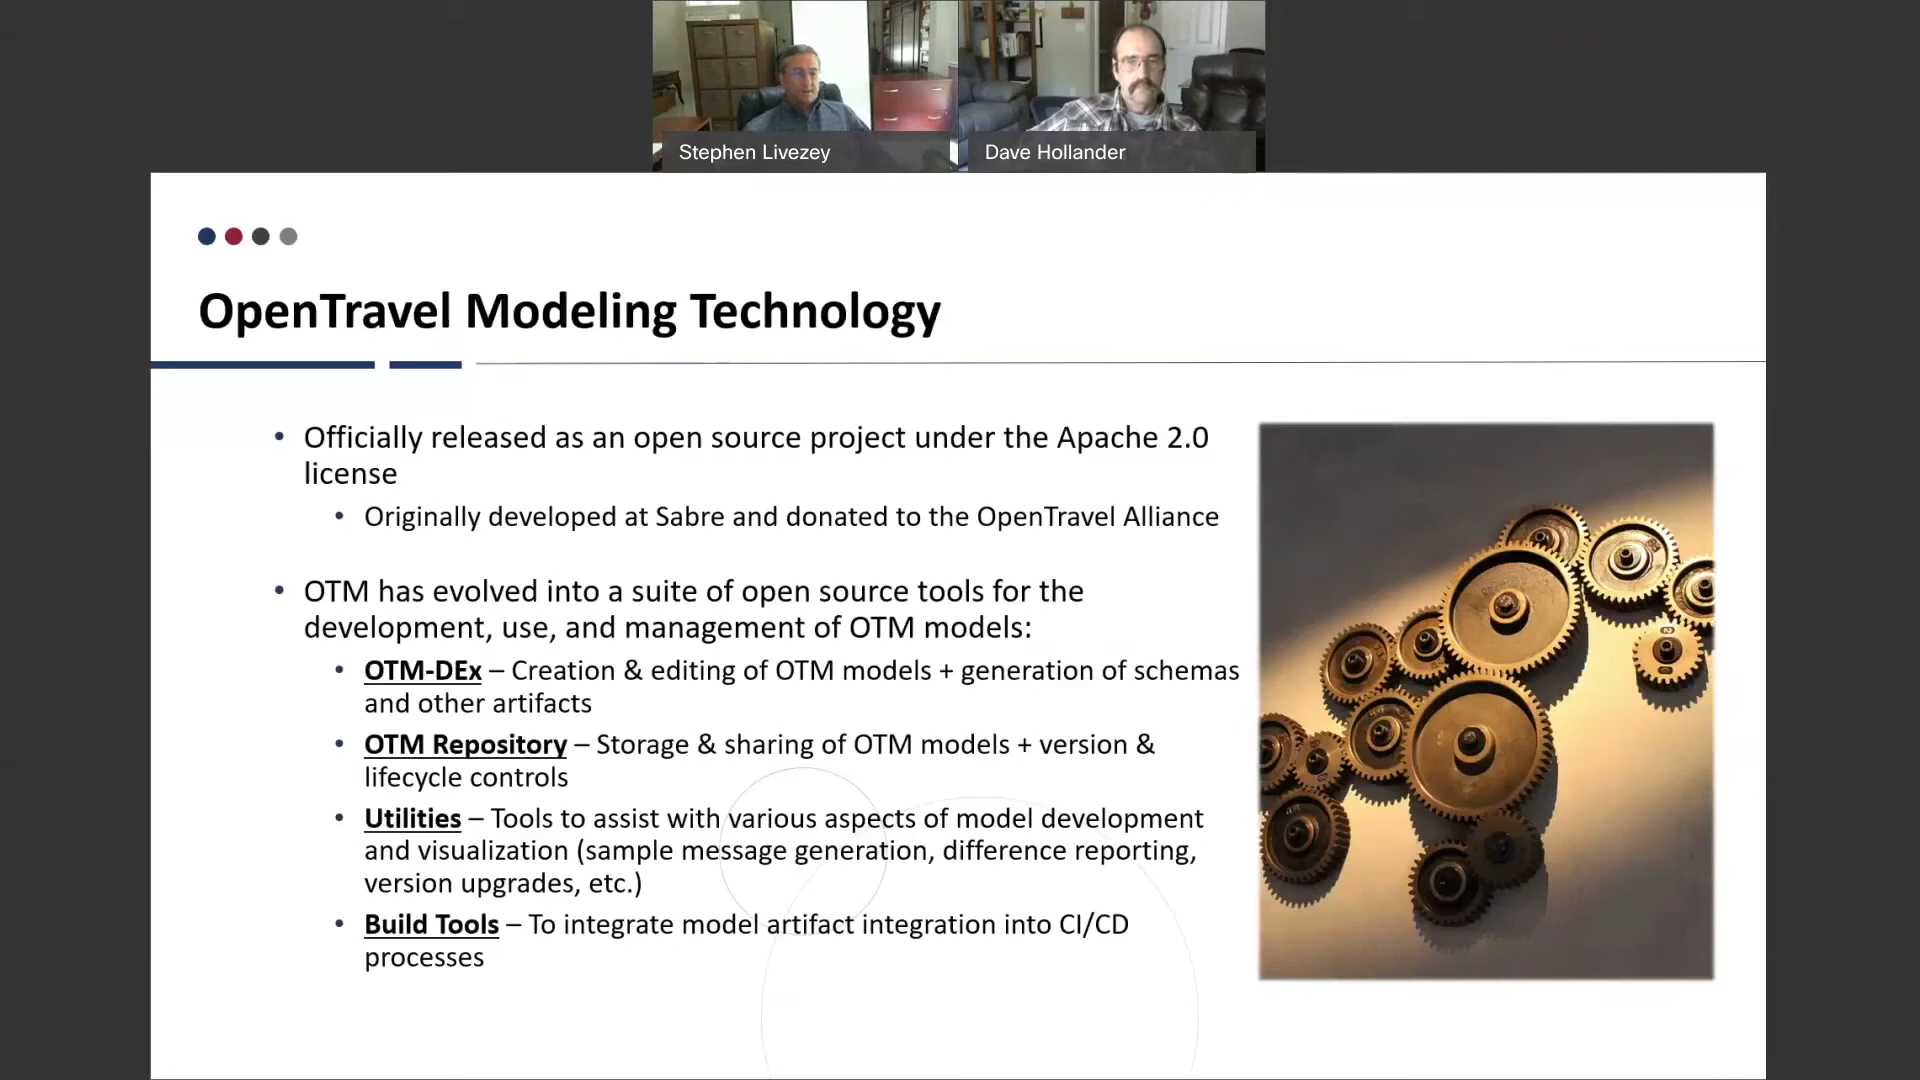 Stephen Livezey
Dave Hollander
OpenTravel Modeling Technology
• Officially released as an open source project under the Apache 2.0
license
• Originally developed at Sabre and donated to the OpenTravel Alliance
• OTM has evolved into a suite of open source tools for the
development, use, and management of OTM models:
• OTM-DEx – Creation & editing of OTM models + generation of schemas
and other artifacts
• OTM Repository – Storage & sharing of OTM models + version &
lifecycle controls
• Utilities – Tools to assist with various aspects of model development
and visualization (sample message generation, difference reporting,
version upgrades, etc.)
• Build Tools – To integrate model artifact integration into CI/CD
processes